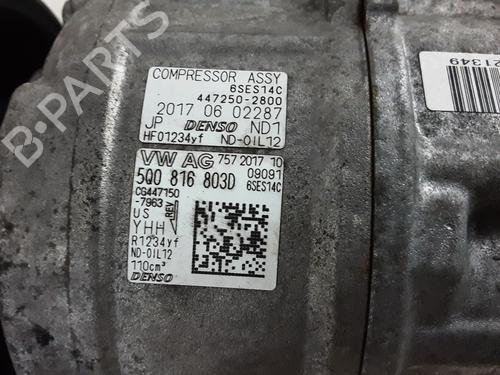 COMPRESSOR ASSY
6SES14C
447250-2800
2017 06 02287
JP DENSO ND1
HF01234yf ND-OIL12
VW AG 757 2017 10
5Q0 816 803D 09091
CG447150 6SES14C
-7963
US
YHH REV
R1234yf
ND-OIL12
110cm³
DENSO
21349
B-PARTS